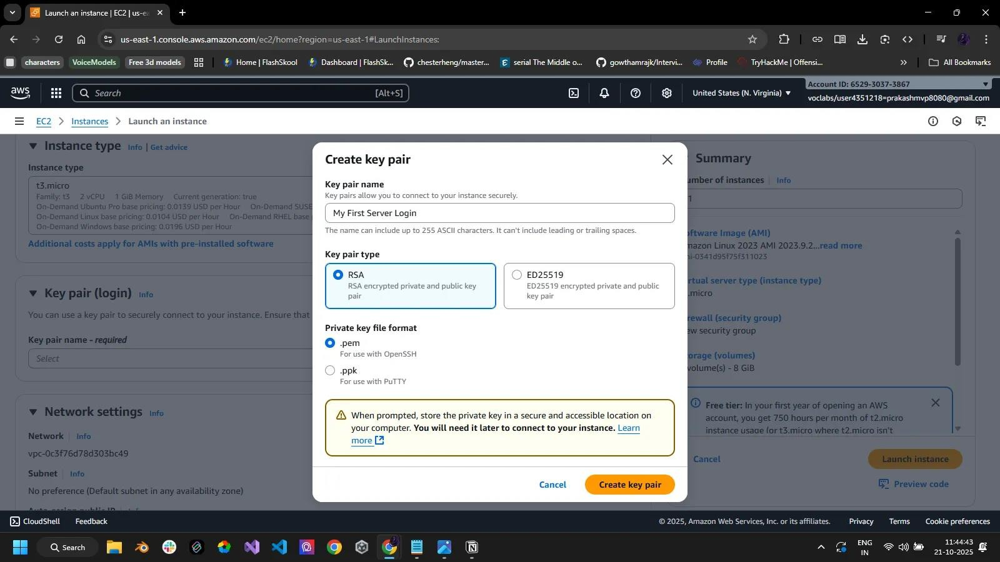 Launch an instance | EC2 | us-ea
us-east-1.console.aws.amazon.com/ec2/home?region=us-east-1#LaunchInstances:
characters
VoiceModels
Free 3d models
Home | FlashSkool
Dashboard | FlashSk...
chesterheng/master...
serial The Middle o...
gowthamrajk/Intervi...
Profile
TryHackMe | Offensi...
All Bookmarks
aws
Search
[Alt+S]
United States (N. Virginia)
Account ID: 6529-3037-3867
voclabs/user4351218=prakashmvp8080@gmail.com
EC2
Instances
Launch an instance
Instance type
Info
Get advice
Instance type
t3.micro
Family: t3 2 vCPU 1 GiB Memory Current generation: true
On-Demand Ubuntu Pro base pricing: 0.0139 USD per Hour On-Demand SUSE
On-Demand Linux base pricing: 0.0104 USD per Hour On-Demand RHEL base
On-Demand Windows base pricing: 0.0196 USD per Hour
Additional costs apply for AMIs with pre-installed software
Key pair (login)
Info
You can use a key pair to securely connect to your instance. Ensure that
Key pair name - required
Select
Network settings
Info
Network
Info
vpc-0c3f76d78d303bc49
Subnet
Info
No preference (Default subnet in any availability zone)
Create key pair
Key pair name
Key pairs allow you to connect to your instance securely.
My First Server Login
The name can include up to 255 ASCII characters. It can't include leading or trailing spaces.
Key pair type
RSA
RSA encrypted private and public key
pair
ED25519
ED25519 encrypted private and public
key pair
Private key file format
.pem
For use with OpenSSH
.ppk
For use with PuTTY
When prompted, store the private key in a secure and accessible location on
your computer. You will need it later to connect to your instance. Learn
more
Cancel
Create key pair
Summary
umber of instances
Info
1
oftware Image (AMI)
mazon Linux 2023 AMI 2023.9.2...read more
mi-0341d95f75f311023
rtual server type (instance type)
.micro
rewall (security group)
ew security group
orage (volumes)
volume(s) - 8 GiB
Free tier: In your first year of opening an AWS
account, you get 750 hours per month of t2.micro
instance usage (or t3.micro where t2.micro isn't
Cancel
Launch instance
Preview code
CloudShell
Feedback
© 2025, Amazon Web Services, Inc. or its affiliates.
Privacy
Terms
Cookie preferences
Search
ENG
IN
11:44:43
21-10-2025